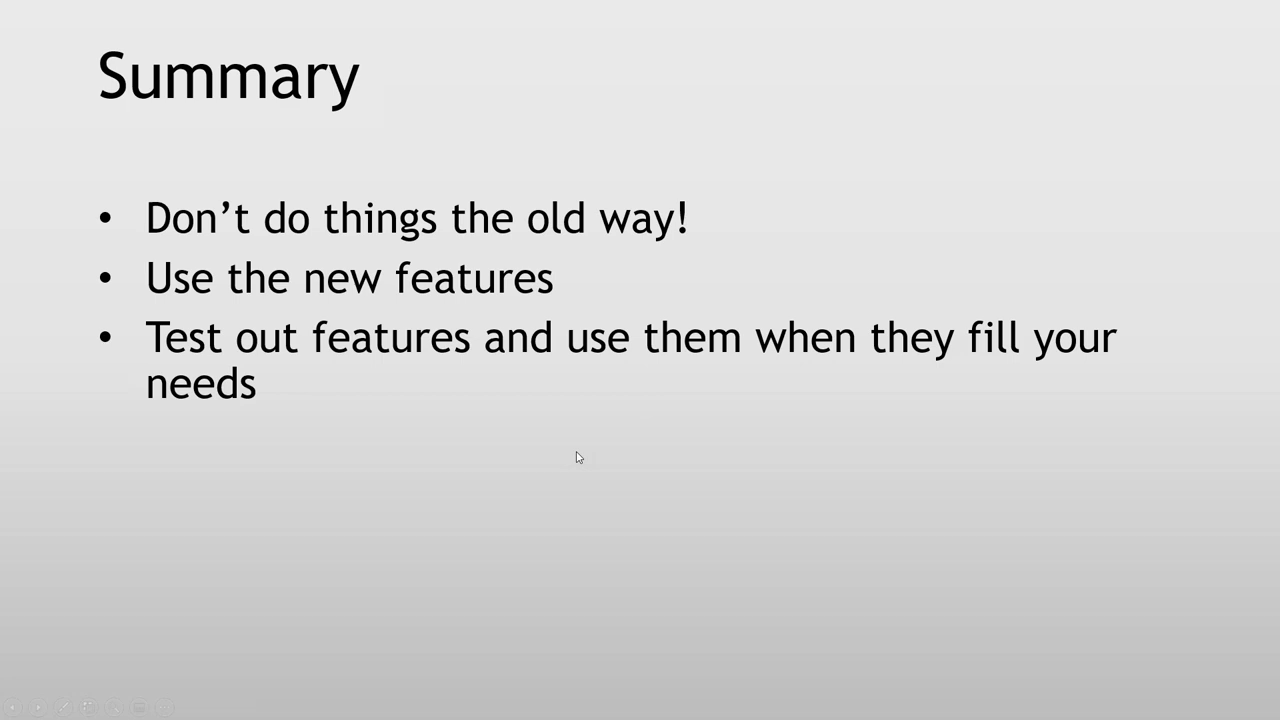 Summary
• Don’t do things the old way!
• Use the new features
• Test out features and use them when they fill your
needs